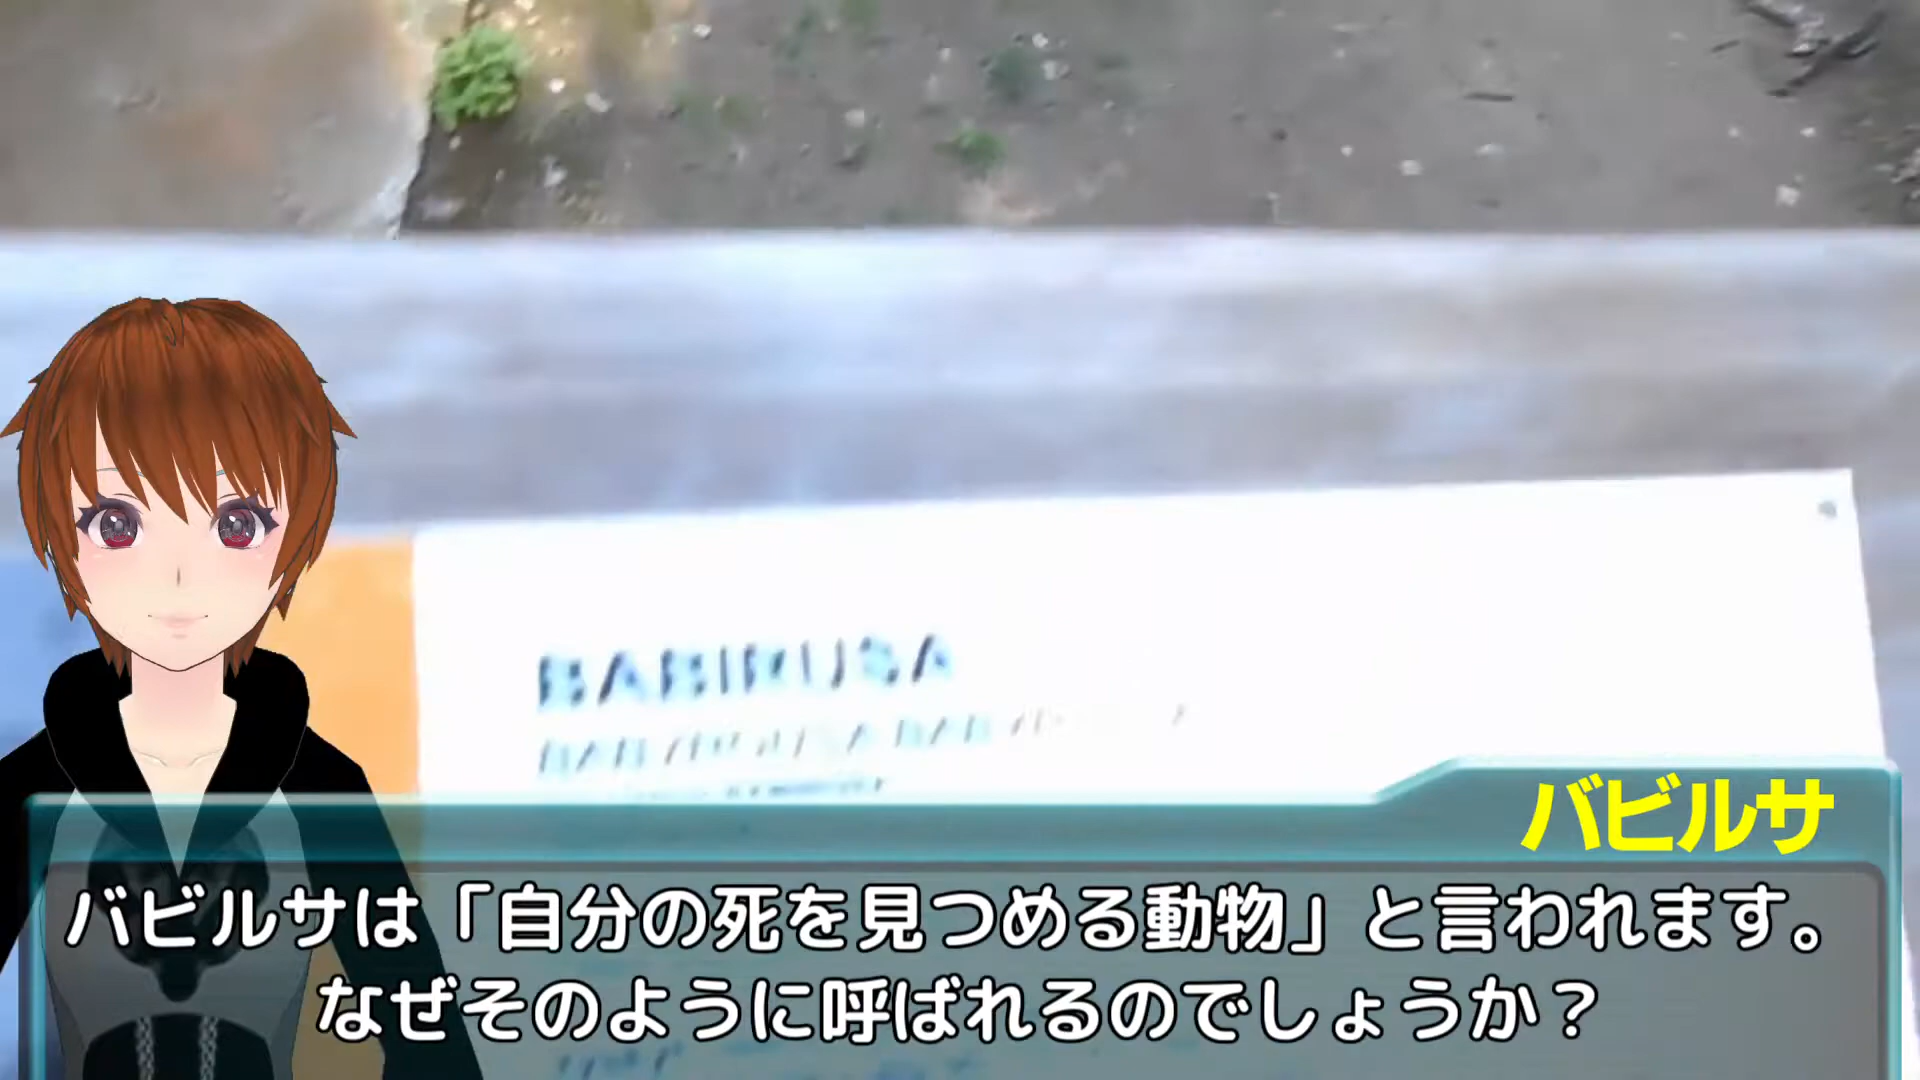 BABIRUSA
バビルサ
バビルサは「自分の死を見つめる動物」と言われます。
なぜそのように呼ばれるのでしょうか？